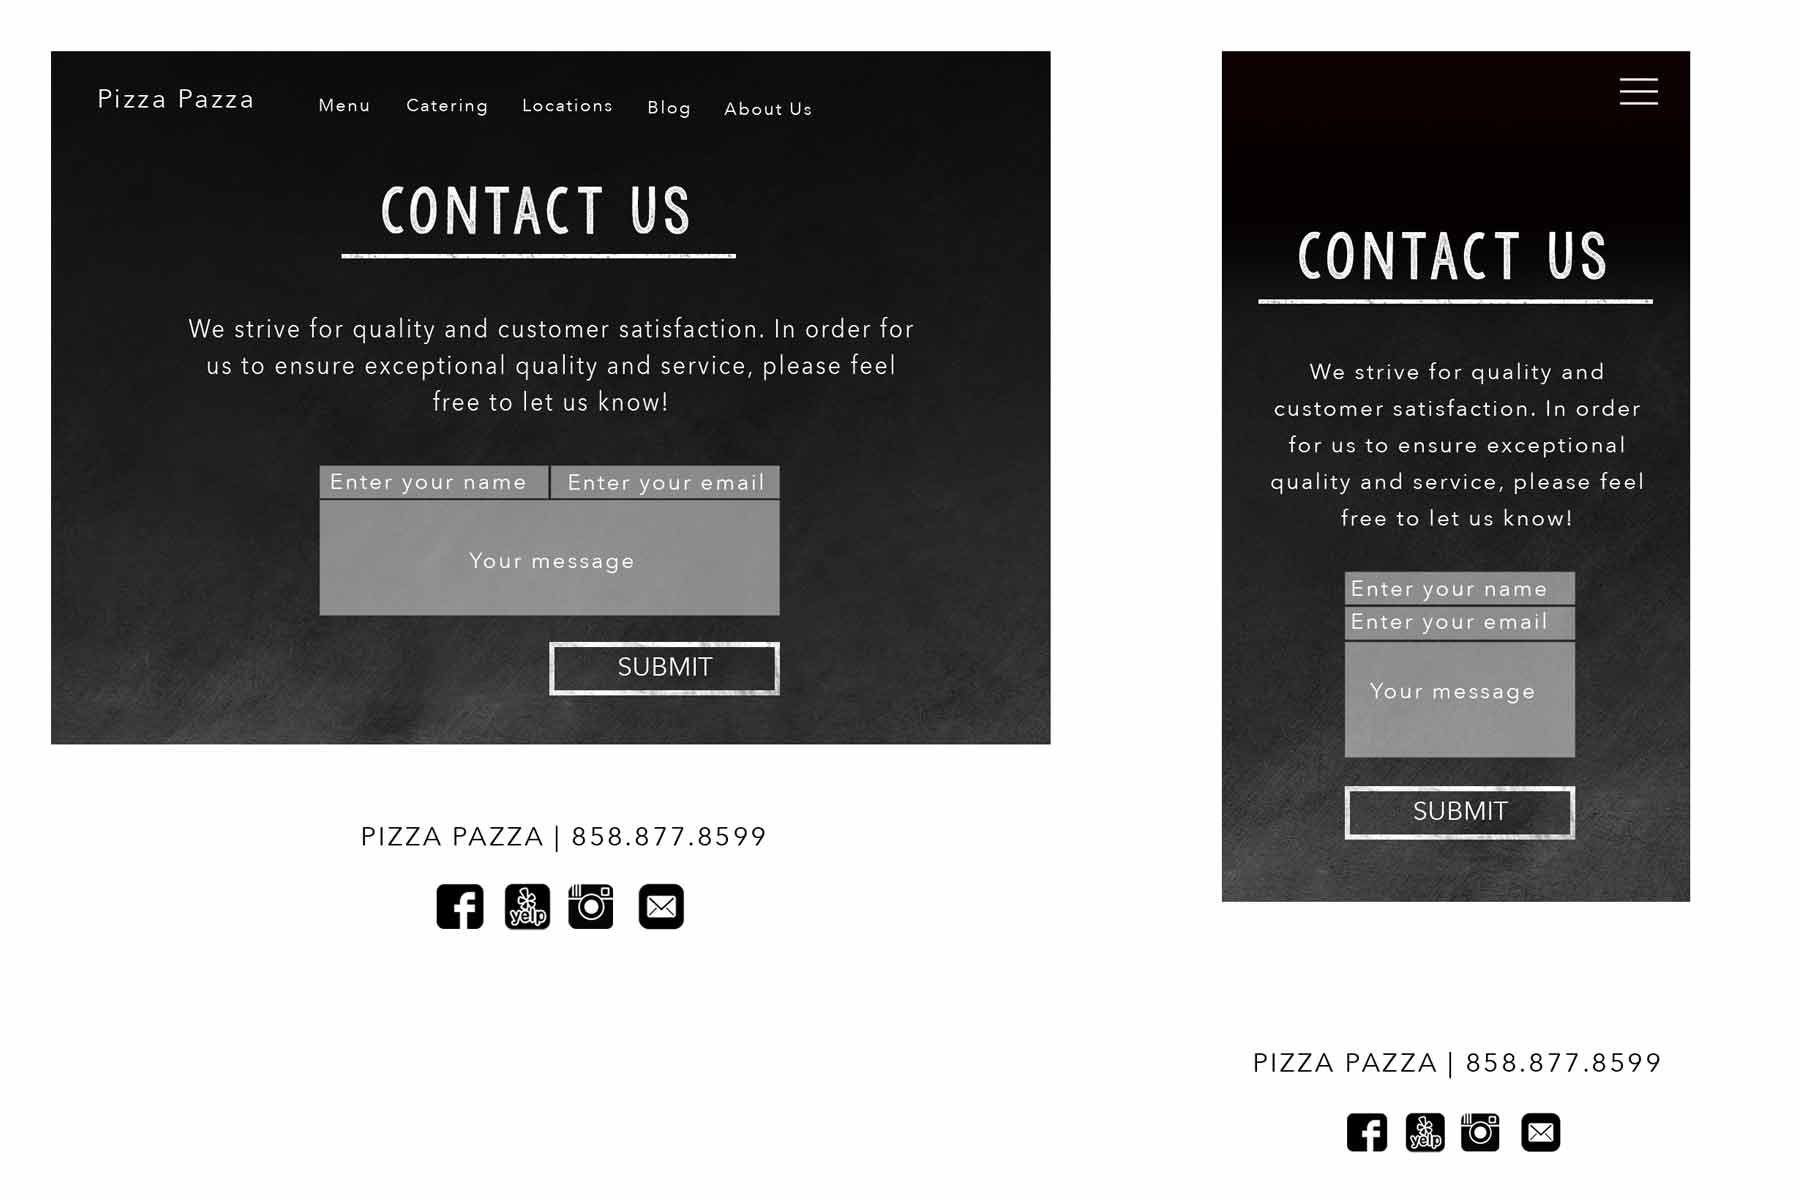 Pizza Pazza
Menu Catering Locations Blog About Us
CONTACT US
We strive for quality and customer satisfaction. In order for
us to ensure exceptional quality and service, please feel
free to let us know!
Enter your name Enter your email
Your message
SUBMIT
PIZZA PAZZA | 858.877.8599
f yelp
CONTACT US
We strive for quality and
customer satisfaction. In order
for us to ensure exceptional
quality and service, please feel
free to let us know!
Enter your name
Enter your email
Your message
SUBMIT
PIZZA PAZZA | 858.877.8599
f yelp